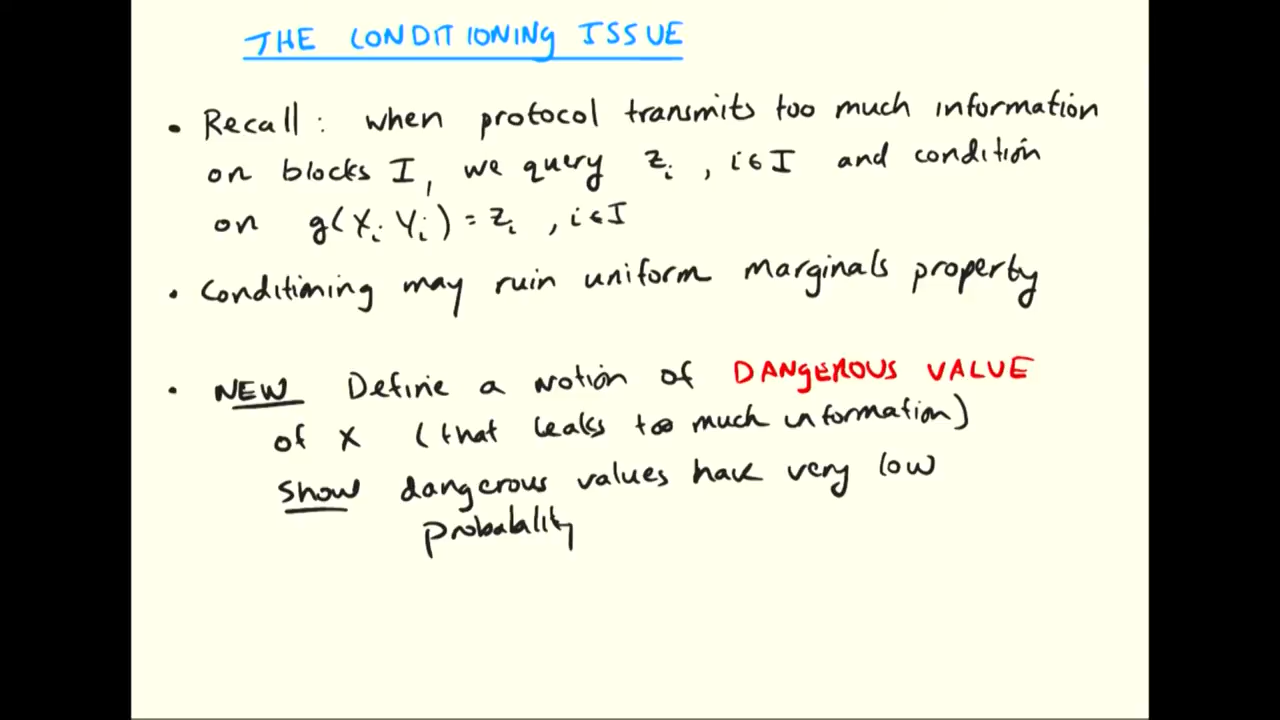 THE CONDITIONING ISSUE
• Recall: when protocol transmits too much information
on blocks I, we query z_i, i∈I and condition
on g(X_i Y_i) = z_i, i∈I
• Conditioning may ruin uniform marginals property
• NEW Define a notion of DANGEROUS VALUE
of X (that leaks too much information)
Show dangerous values have very low
probability